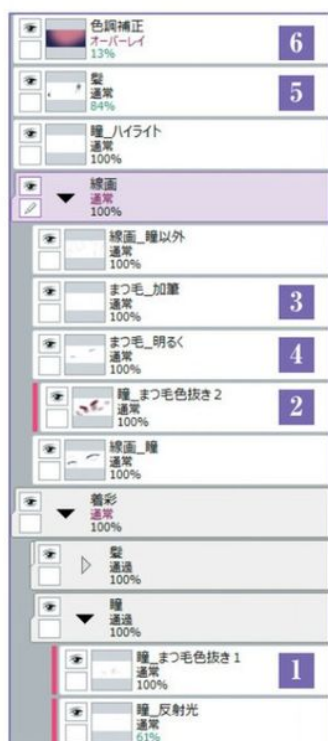 色調補正
オーバーレイ
13%
6
髪
通常
84%
5
瞳_ハイライト
通常
100%
線画
通常
100%
線画_瞳以外
通常
100%
まつ毛_加筆
通常
100%
3
まつ毛_明るく
通常
100%
4
瞳_まつ毛色抜き2
通常
100%
2
線画_瞳
通常
100%
着彩
通常
100%
髪
通過
100%
瞳
通過
100%
瞳_まつ毛色抜き1
通常
100%
1
瞳_反射光
通常
61%